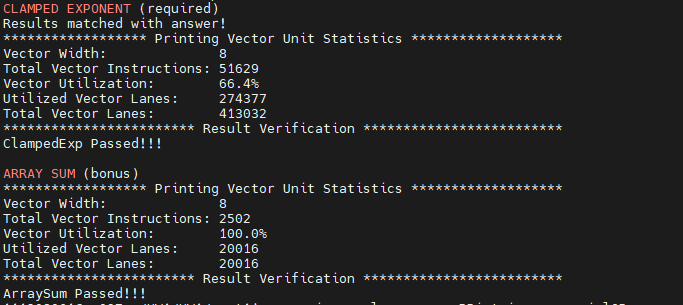 CLAMPED EXPONENT (required)
Results matched with answer!
****************** Printing Vector Unit Statistics *******************
Vector Width:              8
Total Vector Instructions: 51629
Vector Utilization:        66.4%
Utilized Vector Lanes:     274377
Total Vector Lanes:        413032
************************ Result Verification *************************
ClampedExp Passed!!!

ARRAY SUM (bonus)
****************** Printing Vector Unit Statistics *******************
Vector Width:              8
Total Vector Instructions: 2502
Vector Utilization:        100.0%
Utilized Vector Lanes:     20016
Total Vector Lanes:        20016
************************ Result Verification *************************
ArraySum Passed!!!